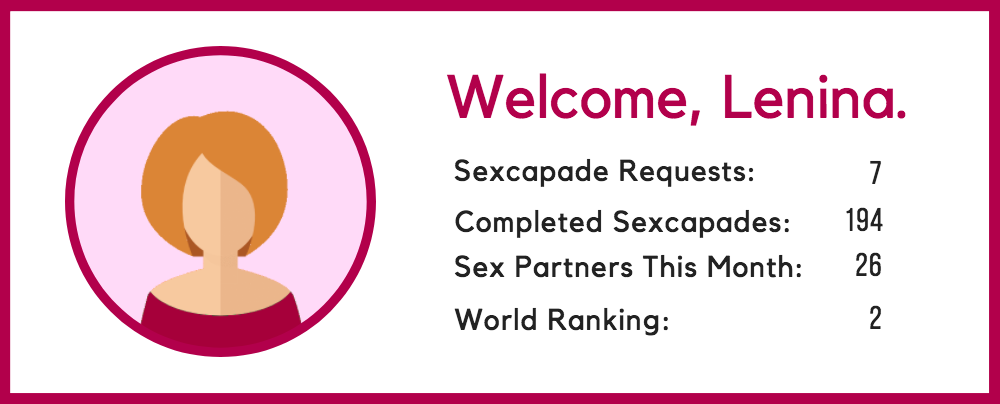 Welcome, Lenina.
Sexcapade Requests: 7
Completed Sexcapades: 194
Sex Partners This Month: 26
World Ranking: 2